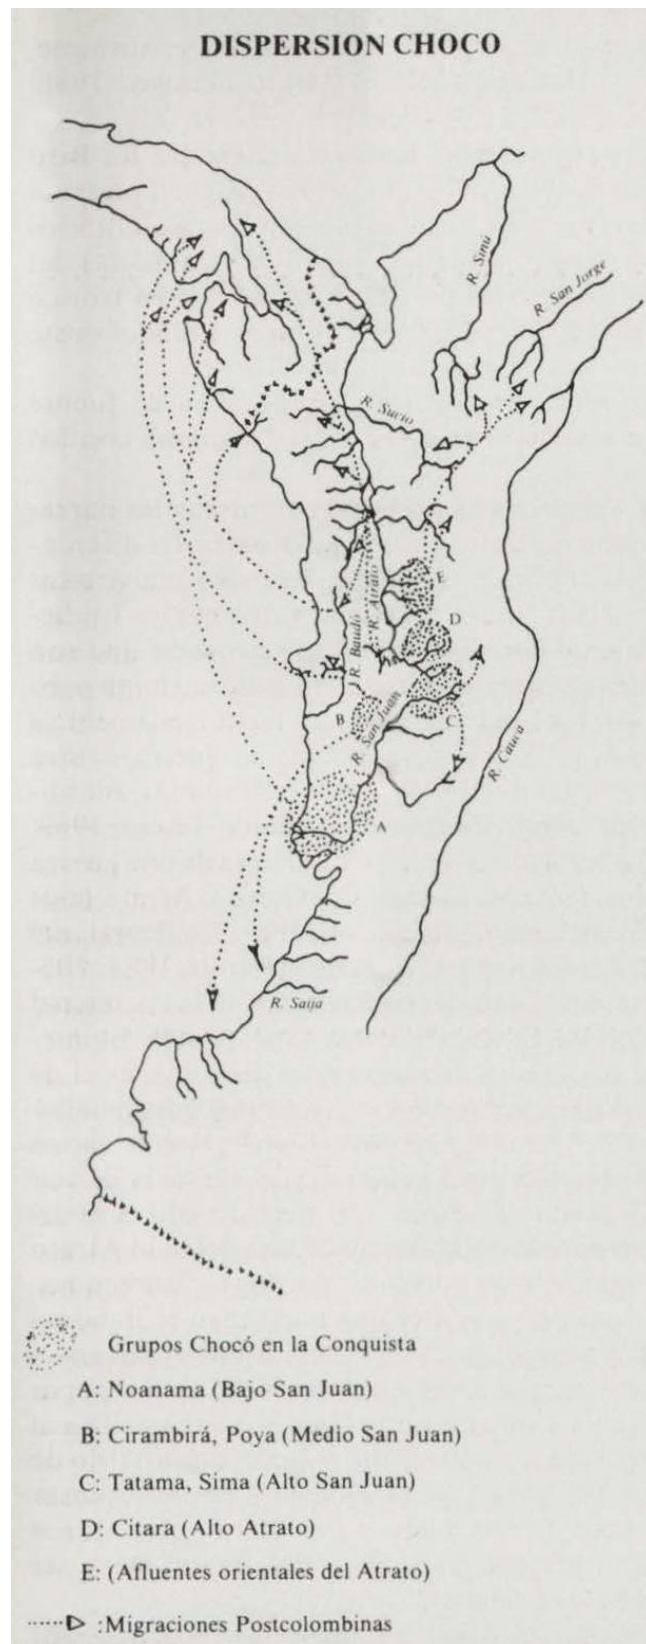 DISPERSION CHOCO
R. Sinú
R. San Jorge
R. Sucio
R. Atrato
E
D
R. Baudó
B
R. San Juan
C
R. Cauca
A
R. Saija
Grupos Chocó en la Conquista
A: Noanama (Bajo San Juan)
B: Cirambirá, Poya (Medio San Juan)
C: Tatama, Sima (Alto San Juan)
D: Citara (Alto Atrato)
E: (Afluentes orientales del Atrato)
:Migraciones Postcolombinas